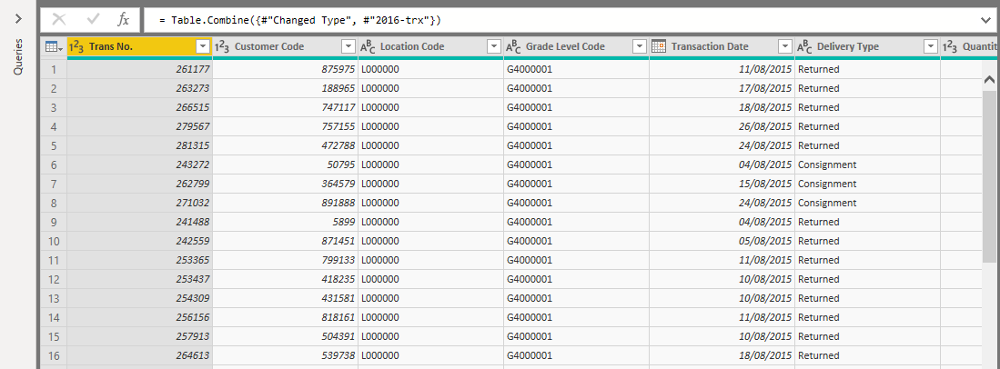 Queries
fx = Table.Combine({#"Changed Type", #"2016-trx"})
1²3 Trans No. 1²3 Customer Code ABC Location Code ABC Grade Level Code Transaction Date ABC Delivery Type 1²3 Quantit
1 261177 875975 L000000 G4000001 11/08/2015 Returned
2 263273 188965 L000000 G4000001 17/08/2015 Returned
3 266515 747117 L000000 G4000001 18/08/2015 Returned
4 279567 757155 L000000 G4000001 26/08/2015 Returned
5 281315 472788 L000000 G4000001 24/08/2015 Returned
6 243272 50795 L000000 G4000001 04/08/2015 Consignment
7 262799 364579 L000000 G4000001 15/08/2015 Consignment
8 271032 891888 L000000 G4000001 24/08/2015 Consignment
9 241488 5899 L000000 G4000001 04/08/2015 Returned
10 242559 871451 L000000 G4000001 05/08/2015 Returned
11 253365 799133 L000000 G4000001 11/08/2015 Returned
12 253437 418235 L000000 G4000001 10/08/2015 Returned
13 254309 431581 L000000 G4000001 10/08/2015 Returned
14 256156 818161 L000000 G4000001 11/08/2015 Returned
15 257913 504391 L000000 G4000001 10/08/2015 Returned
16 264613 539738 L000000 G4000001 18/08/2015 Returned